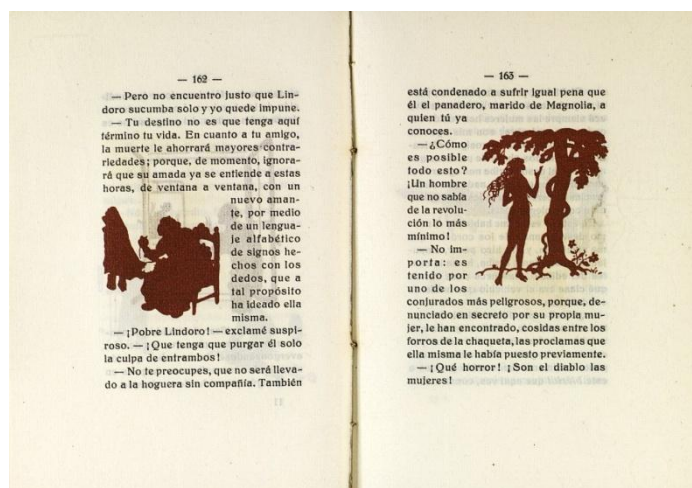 — 162 —
— Pero no encuentro justo que Lin-
doro sucumba solo y yo quede impune.
— Tu destino no es que tenga aquí
término tu vida. En cuanto a tu amigo,
la muerte le ahorrará mayores contra-
riedades; porque, de momento, ignora-
rá que su amada ya se entiende a estas
horas, de ventana a ventana, con un
nuevo aman-
te, por medio
de un lengua-
je alfabético
de signos he-
chos con los
dedos, que a
tal propósito
ha ideado ella
misma.
— ¡Pobre Lindoro! — exclamé suspi-
roso. — ¡Que tenga que purgar él solo
la culpa de entrambos!
— No te preocupes, que no será lleva-
do a la hoguera sin compañía. También
— 163 —
está condenado a sufrir igual pena que
él el panadero, marido de Magnolia, a
quien tú ya
conoces.
— ¿Cómo
es posible
todo esto?
¡Un hombre
que no sabía
de la revolu-
ción lo más
mínimo!
— No im-
porta: es
tenido por
uno de los
conjurados más peligrosos, porque, de-
nunciado en secreto por su propia mu-
jer, le han encontrado, cosidas entre los
forros de la chaqueta, las proclamas que
ella misma le había puesto previamente.
— ¡Qué horror! ¡Son el diablo las
mujeres!